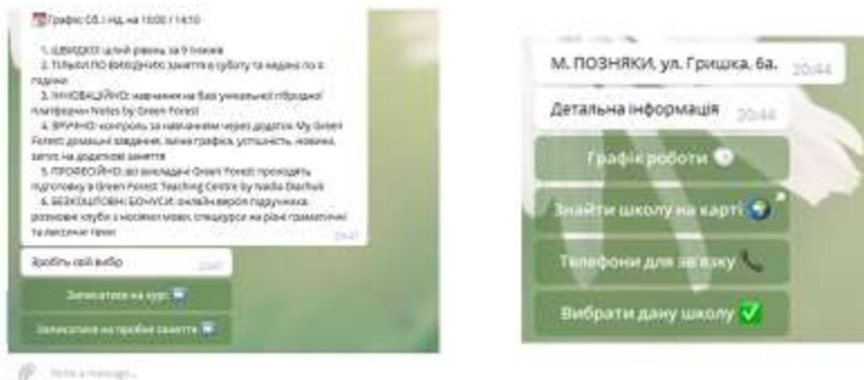 Графік: Сб. і Нд. на 10:00 / 14:10
1. ШВИДКО: цілий рівень за 9 тижнів
2. ТІЛЬКИ ПО ВИХІДНИХ: заняття в суботу та неділю по 4
години
3. ІННОВАЦІЙНО: навчання на базі унікальної гібридної
платформи Notes by Green Forest
4. ЗРУЧНО: контроль за навчанням через додаток My Green
Forest: домашні завдання, зміни графіка, успішність, новини,
запис на додаткові заняття
5. ПРОФЕСІЙНО: всі викладачі Green Forest проходять
підготовку в Green Forest Teaching Centre by Nadia Diachuk
6. БЕЗКОШТОВНІ БОНУСИ: онлайн версія підручника,
розмовні клуби з носіями мови, спецкурси на різні граматичні
та лексичні теми
Зробіть свій вибір
Записатися на курс
Записатися на пробне заняття
Write a message...
М. ПОЗНЯКИ, ул. Гришка, 6а.
20:44
Детальна інформація
20:44
Графік роботи
Знайти школу на карті
Телефони для зв'язку
Вибрати дану школу